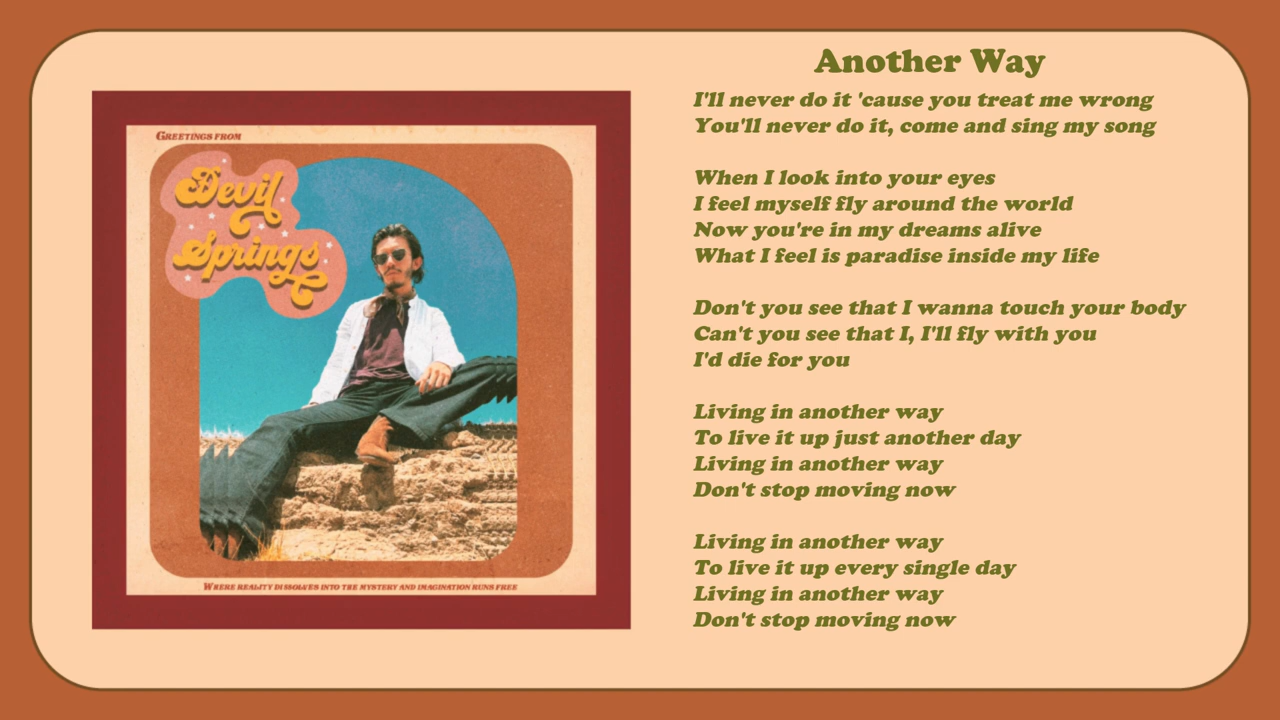 Another Way
GREETINGS FROM
Devil
Springs
WHERE REALITY DISSOLVES INTO THE MYSTERY AND IMAGINATION RUNS FREE
I'll never do it 'cause you treat me wrong
You'll never do it, come and sing my song
When I look into your eyes
I feel myself fly around the world
Now you're in my dreams alive
What I feel is paradise inside my life
Don't you see that I wanna touch your body
Can't you see that I, I'll fly with you
I'd die for you
Living in another way
To live it up just another day
Living in another way
Don't stop moving now
Living in another way
To live it up every single day
Living in another way
Don't stop moving now